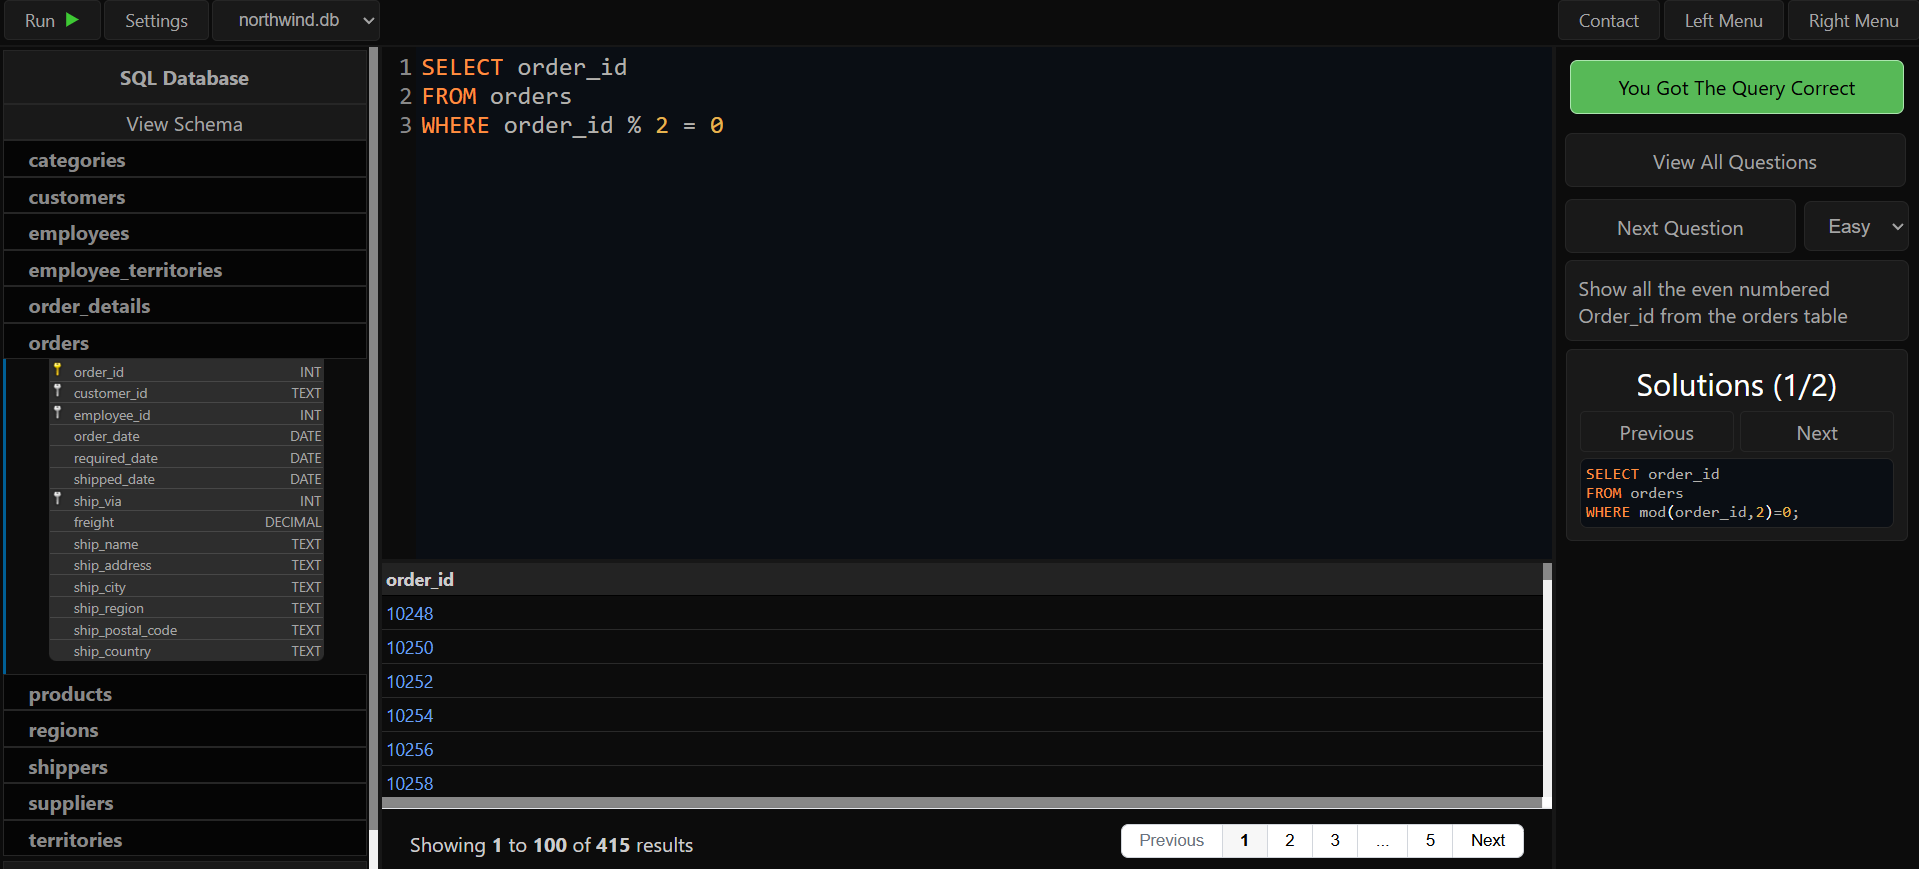 Run
Settings
northwind.db
Contact
Left Menu
Right Menu
SQL Database
View Schema
categories
customers
employees
employee_territories
order_details
orders
order_id INT
customer_id TEXT
employee_id INT
order_date DATE
required_date DATE
shipped_date DATE
ship_via INT
freight DECIMAL
ship_name TEXT
ship_address TEXT
ship_city TEXT
ship_region TEXT
ship_postal_code TEXT
ship_country TEXT
products
regions
shippers
suppliers
territories
1 SELECT order_id
2 FROM orders
3 WHERE order_id % 2 = 0
order_id
10248
10250
10252
10254
10256
10258
Showing 1 to 100 of 415 results
Previous 1 2 3 ... 5 Next
You Got The Query Correct
View All Questions
Next Question
Easy
Show all the even numbered
Order_id from the orders table
Solutions (1/2)
Previous
Next
SELECT order_id
FROM orders
WHERE mod(order_id,2)=0;